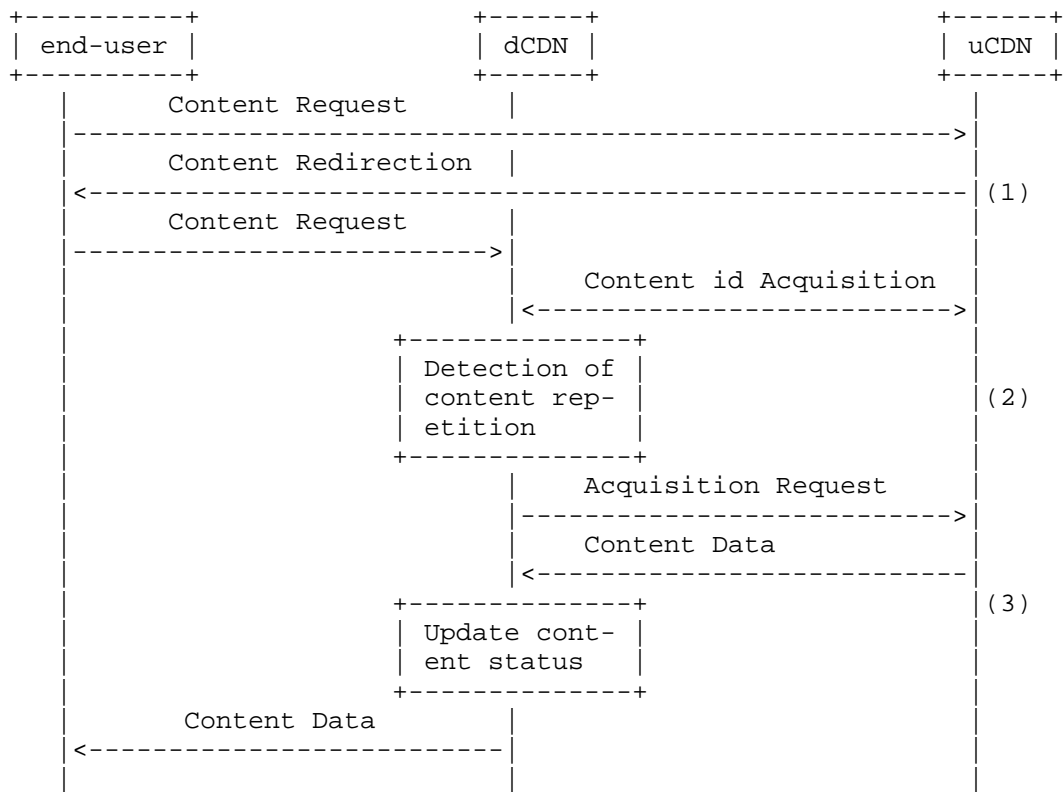 end-user dCDN uCDN
Content Request
Content Redirection
(1)
Content Request
Content id Acquisition
Detection of
content rep-
(2)
etition
Acquisition Request
Content Data
(3)
Update cont-
ent status
Content Data